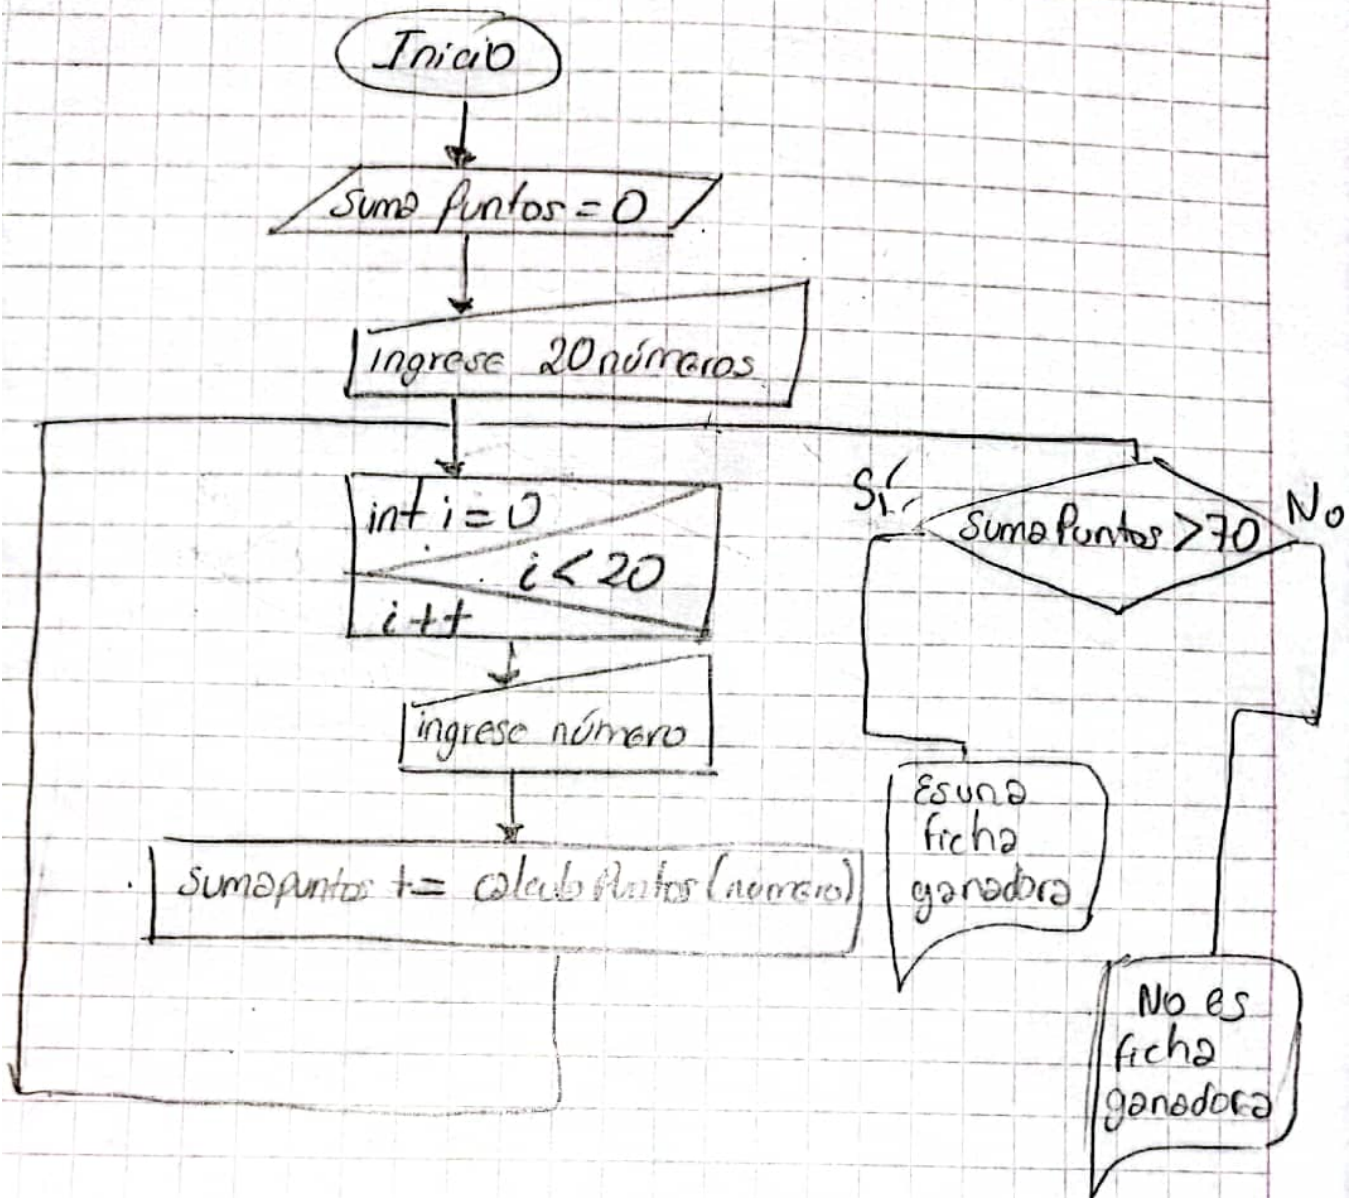 Inicio
Suma Puntos = 0
ingrese 20 números
int i = 0
i < 20
i++
ingrese número
Sumapuntos += calculo Puntos (número)
Sí
Suma Puntos > 70
No
Es una
ficha
ganadora
No es
ficha
ganadora